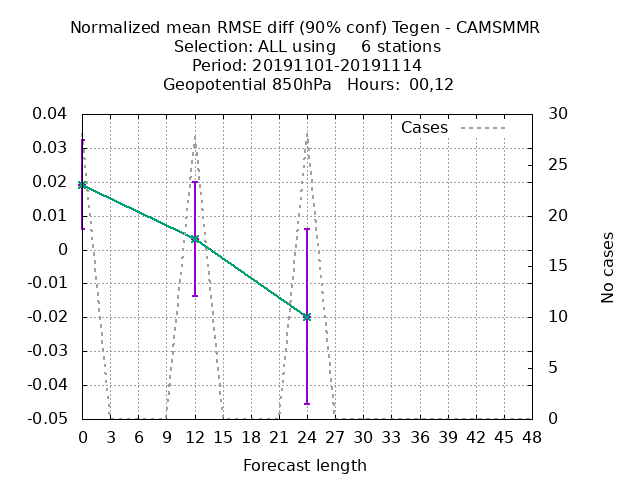 Normalized mean RMSE diff (90% conf) Tegen - CAMSMMR
Selection: ALL using 6 stations
Period: 20191101-20191114
Geopotential 850hPa Hours: 00,12
Cases
0.04
0.03
0.02
0.01
0
-0.01
-0.02
-0.03
-0.04
-0.05
30
25
20
15
10
5
0
No cases
0 3 6 9 12 15 18 21 24 27 30 33 36 39 42 45 48
Forecast length